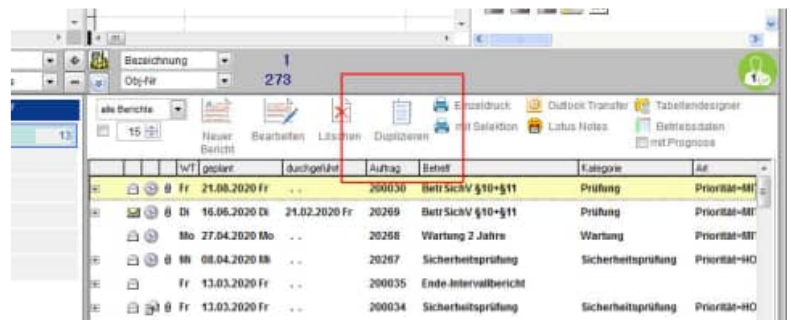 Bezeichnung 1
Obj-Nr 273
alle Berichte Einzeldruck Outlook Transfer Tabellendesigner
15 Neuer Bericht Bearbeiten Löschen Duplizieren mit Selektion Lotus Notes Betriebsdaten
mit Prognose
13
WT geplant durchgeführt Auftrag Betreff Kategorie Art
Fr 21.08.2020 Fr . . 200030 BetrSichV §10+§11 Prüfung Priorität=MIT
Di 16.06.2020 Di 21.02.2020 Fr 20269 BetrSichV §10+§11 Prüfung Priorität=MIT
Mo 27.04.2020 Mo . . 20268 Wartung 2 Jahre Wartung Priorität=MIT
Mi 08.04.2020 Mi . . 20267 Sicherheitsprüfung Sicherheitsprüfung Priorität=HO
Fr 13.03.2020 Fr . . 200035 Ende-Intervallbericht
Fr 13.03.2020 Fr . . 200034 Sicherheitsprüfung Sicherheitsprüfung Priorität=HO